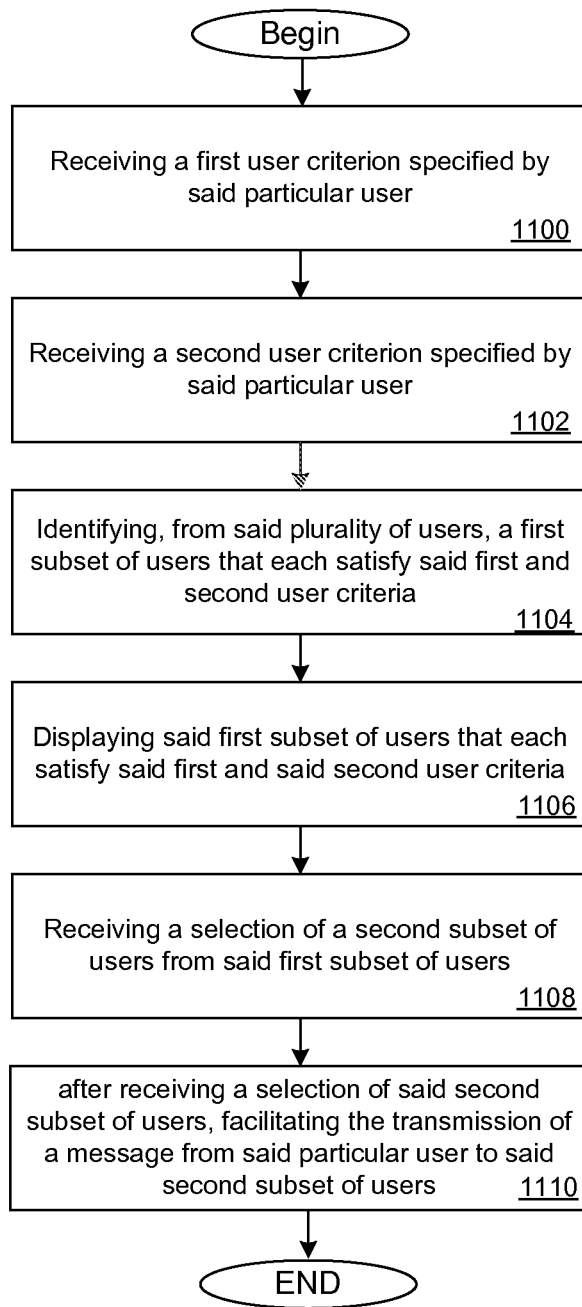 Begin
Receiving a first user criterion specified by
said particular user
1100
Receiving a second user criterion specified by
said particular user
1102
Identifying, from said plurality of users, a first
subset of users that each satisfy said first and
second user criteria
1104
Displaying said first subset of users that each
satisfy said first and said second user criteria
1106
Receiving a selection of a second subset of
users from said first subset of users
1108
after receiving a selection of said second
subset of users, facilitating the transmission of
a message from said particular user to said
second subset of users
1110
END